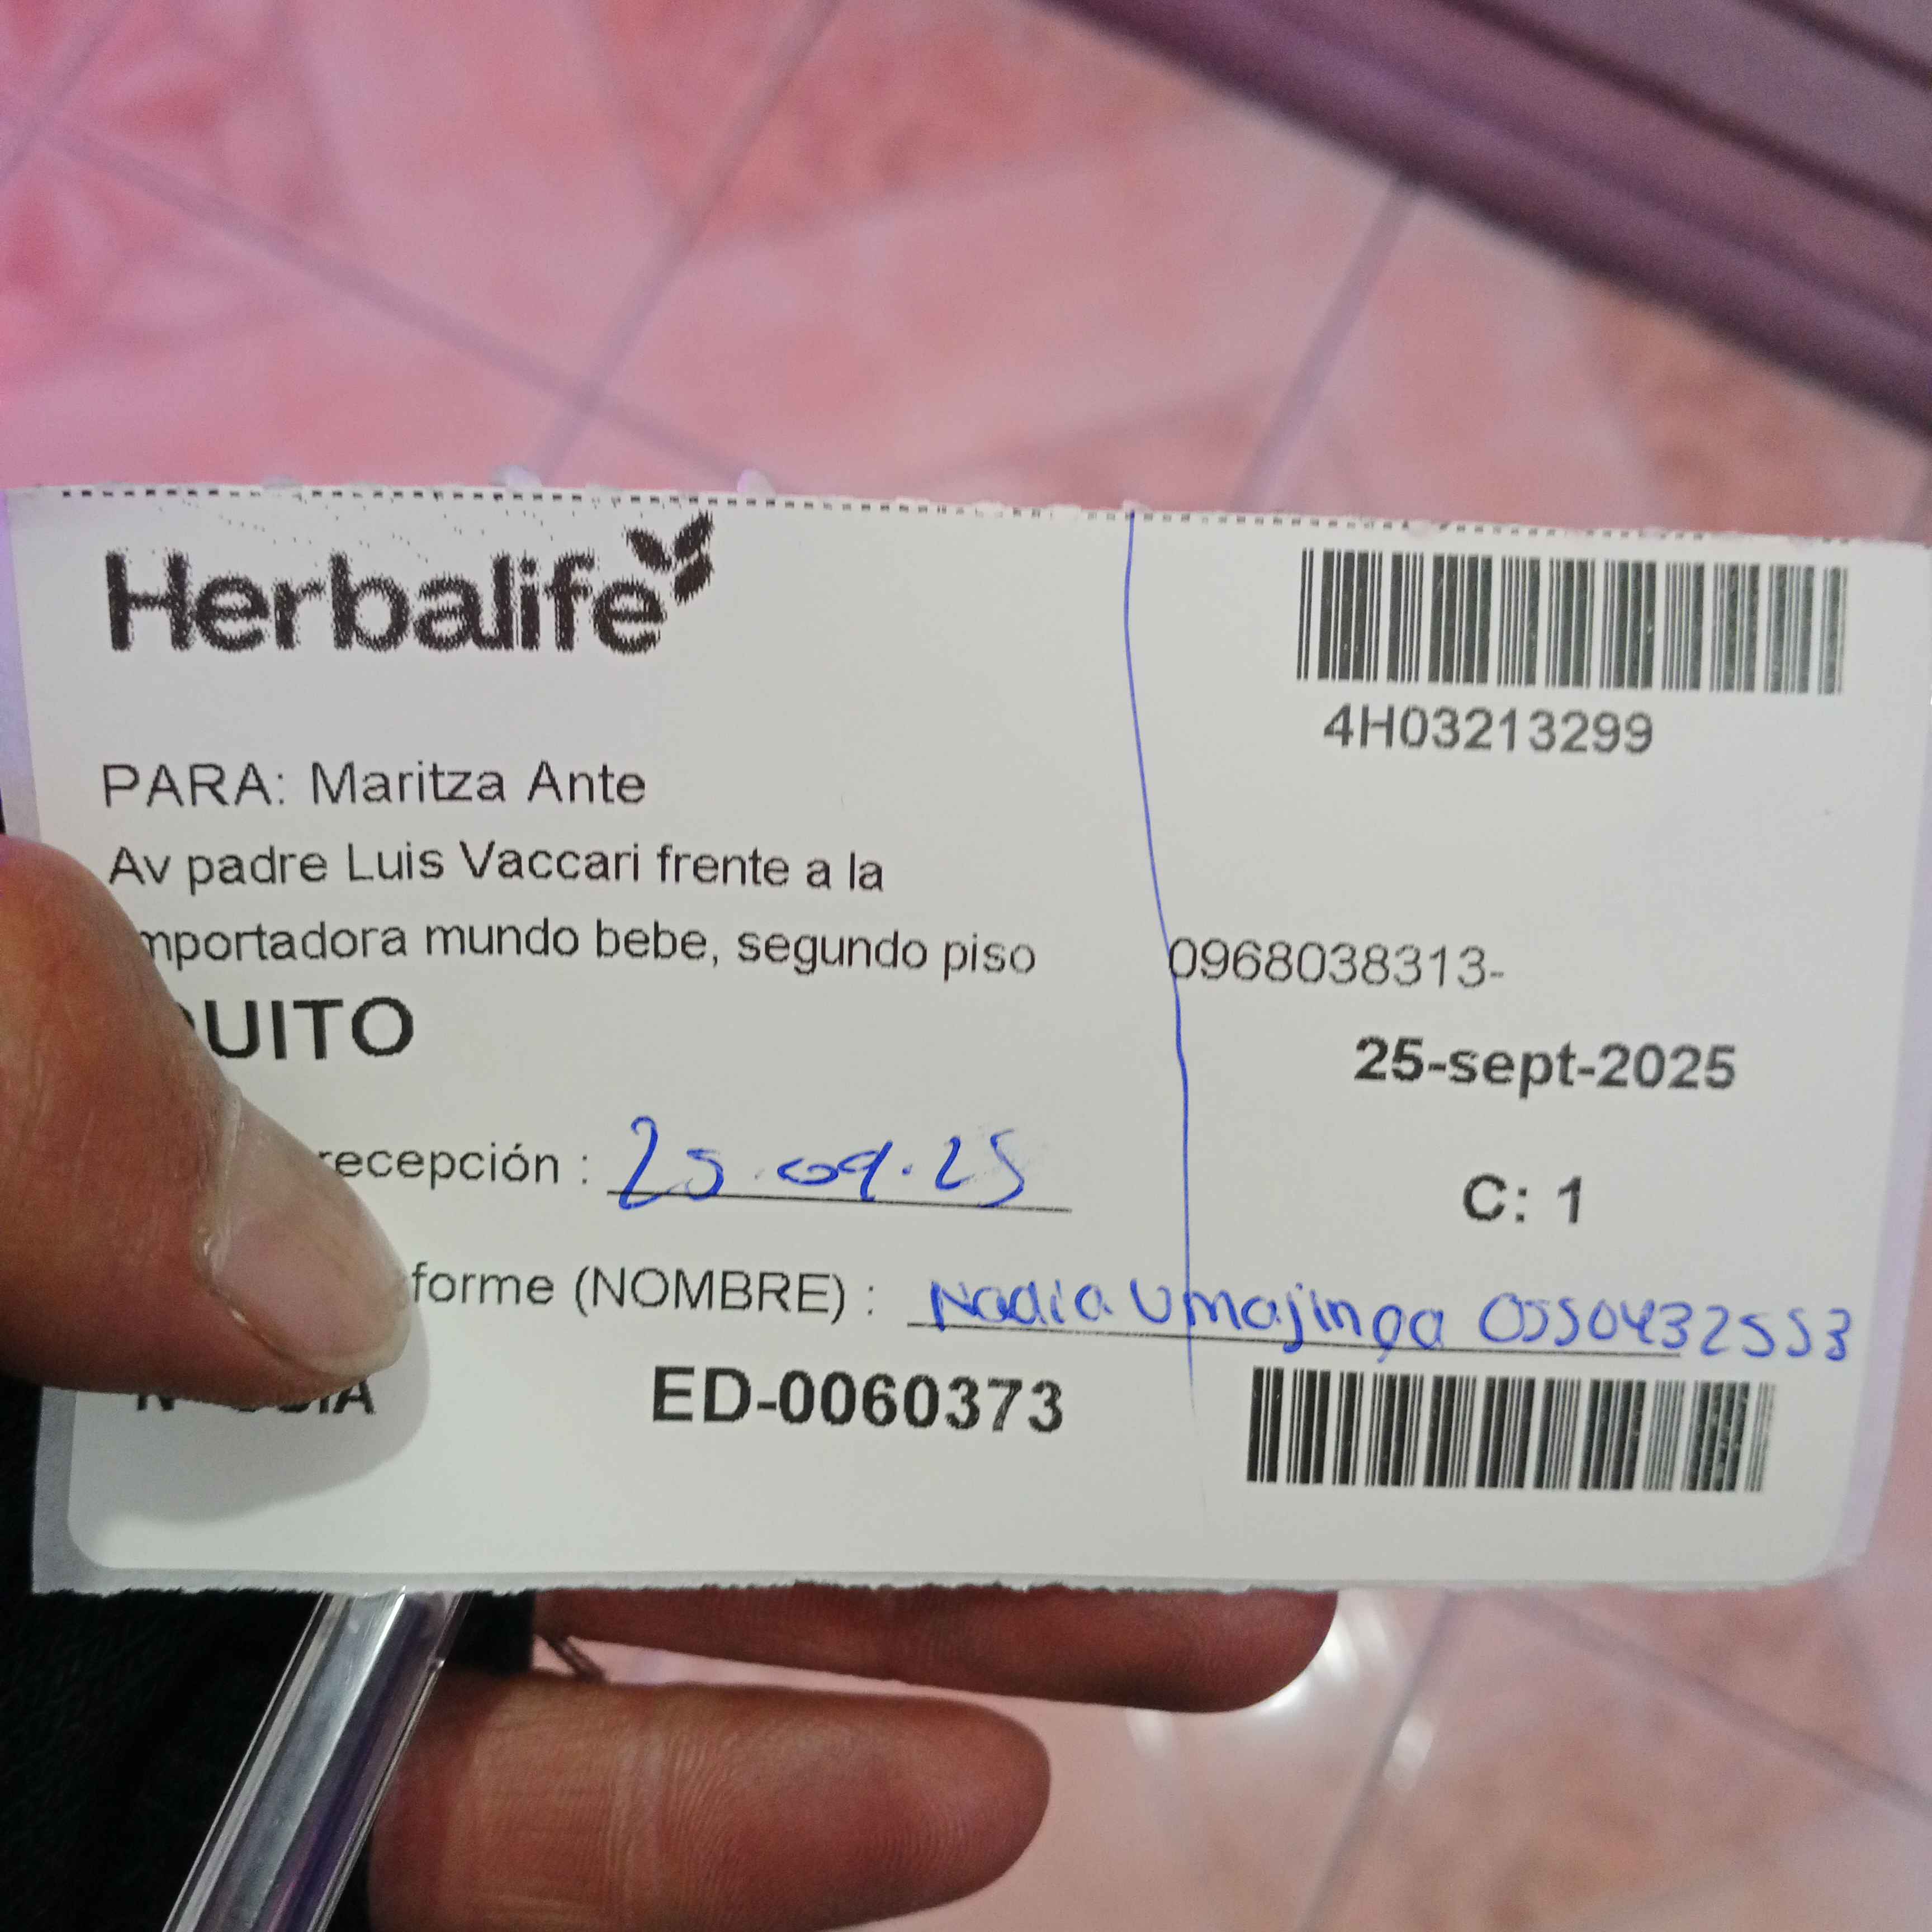 Herbalife
4H03213299
PARA: Maritza Ante
Av padre Luis Vaccari frente a la
mportadora mundo bebe, segundo piso 0968038313-
UITO
25-sept-2025
recepción : 25.09.25
C: 1
forme (NOMBRE) : Nadia Umajinga 0550432553
ED-0060373